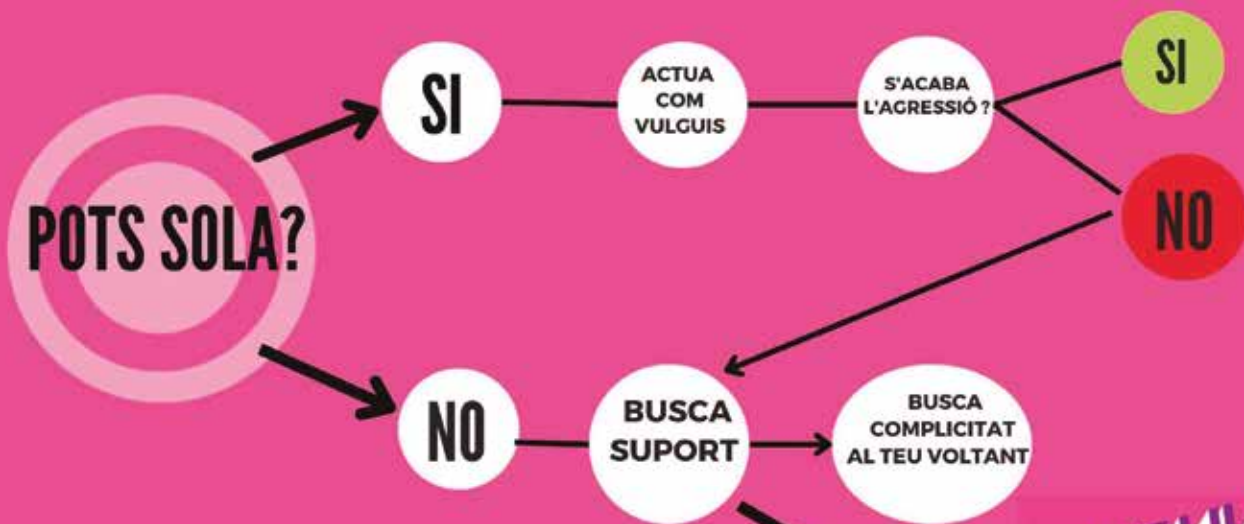 POTS SOLA?
SI
ACTUA
COM
VULGUIS
S'ACABA
L'AGRESSIÓ?
SI
NO
NO
BUSCA
SUPORT
BUSCA
COMPLICITAT
AL TEU VOLTANT